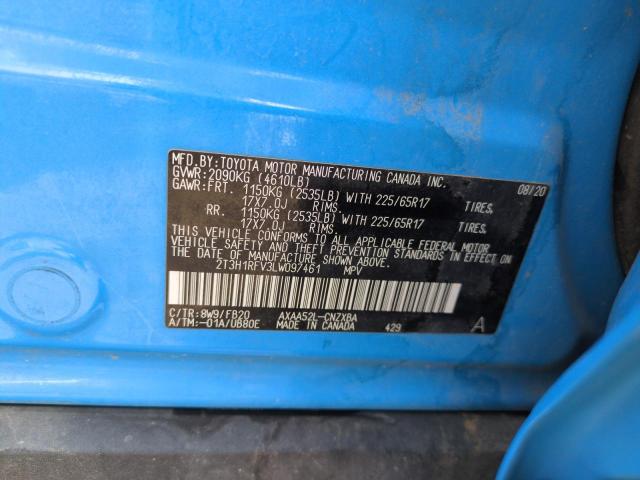 MFD.BY: TOYOTA MOTOR MANUFACTURING CANADA INC.
GVWR: 2090KG (4610LB) 08/20
GAWR: FRT. 1150KG (2535LB) WITH 225/65R17 TIRES,
17X7.0J RIMS.
RR. 1150KG (2535LB) WITH 225/65R17 TIRES,
17X7.0J RIMS.
THIS VEHICLE CONFORMS TO ALL APPLICABLE FEDERAL MOTOR
VEHICLE SAFETY AND THEFT PREVENTION STANDARDS IN EFFECT ON
THE DATE OF MANUFACTURE SHOWN ABOVE.
2T3H1RFV3LW097461 MPV
C/TR: 8W9/FB20 AXAA52L-CNZXBA
A/TM:-01A/UB80E MADE IN CANADA 429 A